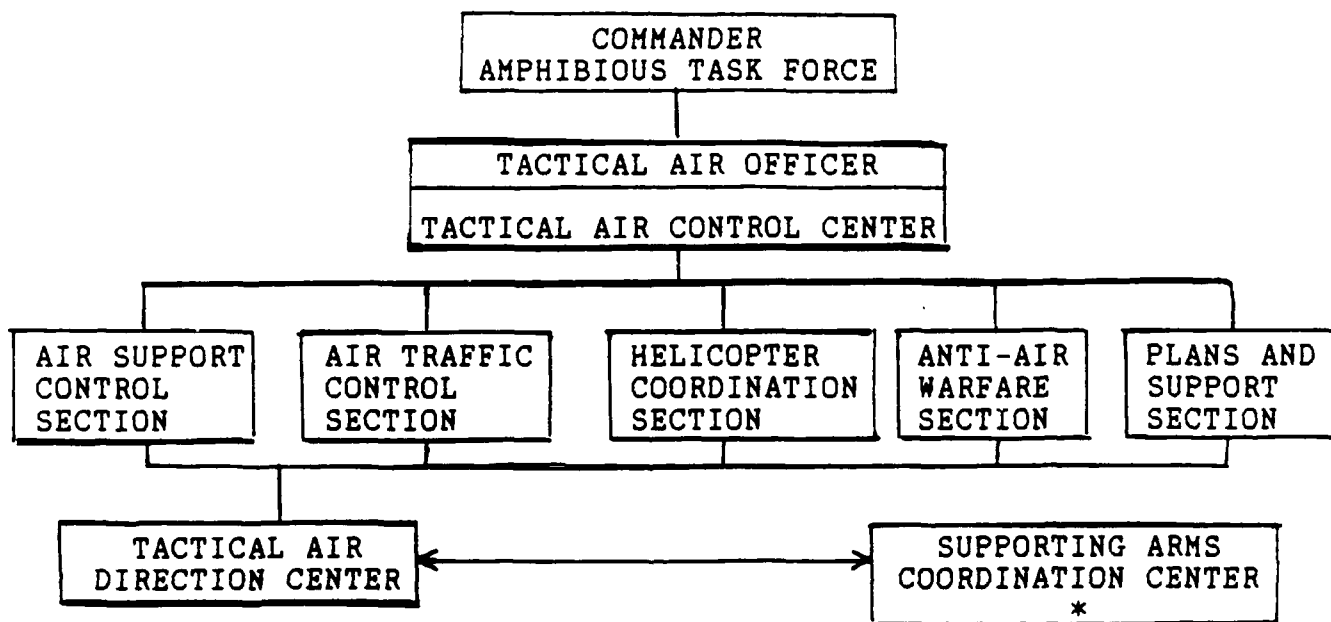 COMMANDER
AMPHIBIOUS TASK FORCE
TACTICAL AIR OFFICER
TACTICAL AIR CONTROL CENTER
AIR SUPPORT
CONTROL
SECTION
AIR TRAFFIC
CONTROL
SECTION
HELICOPTER
COORDINATION
SECTION
ANTI-AIR
WARFARE
SECTION
PLANS AND
SUPPORT
SECTION
TACTICAL AIR
DIRECTION CENTER
SUPPORTING ARMS
COORDINATION CENTER
*